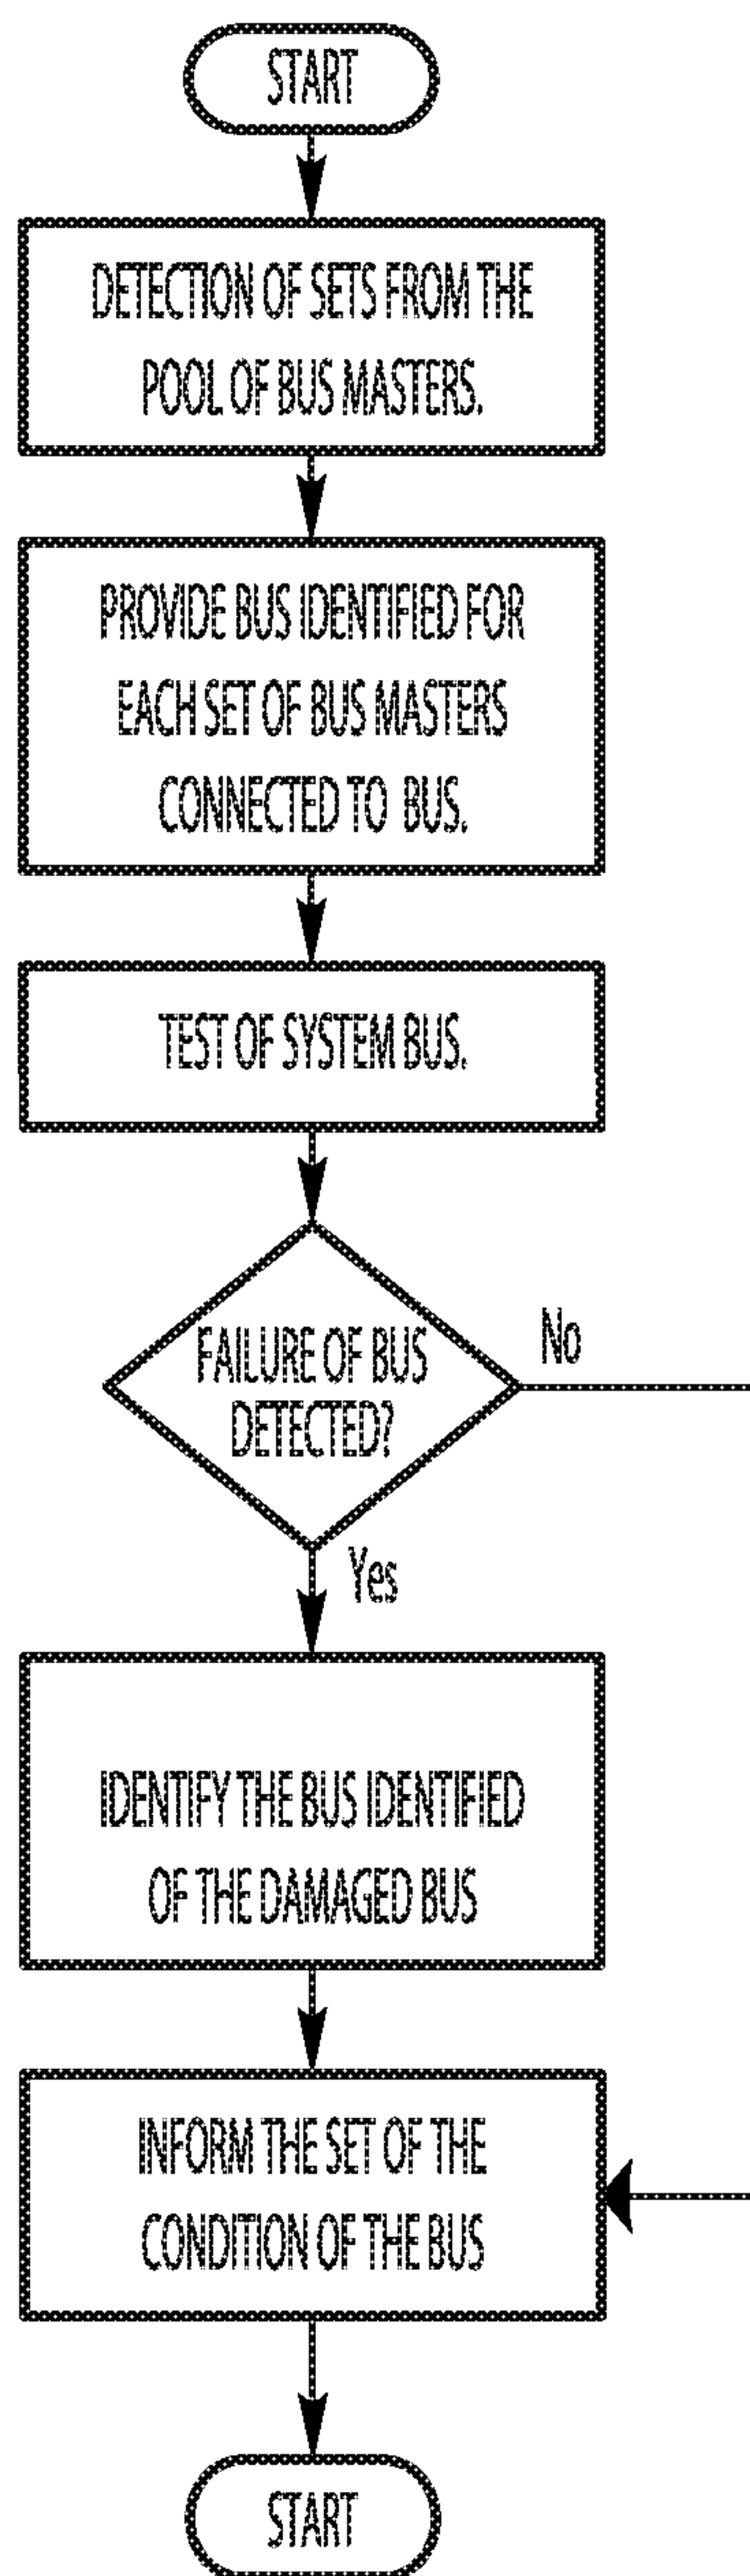 START
DETECTION OF SETS FROM THE
POOL OF BUS MASTERS.
PROVIDE BUS IDENTIFIED FOR
EACH SET OF BUS MASTERS
CONNECTED TO BUS.
TEST OF SYSTEM BUS.
FAILURE OF BUS
DETECTED?
No
Yes
IDENTIFY THE BUS IDENTIFIED
OF THE DAMAGED BUS
INFORM THE SET OF THE
CONDITION OF THE BUS
START